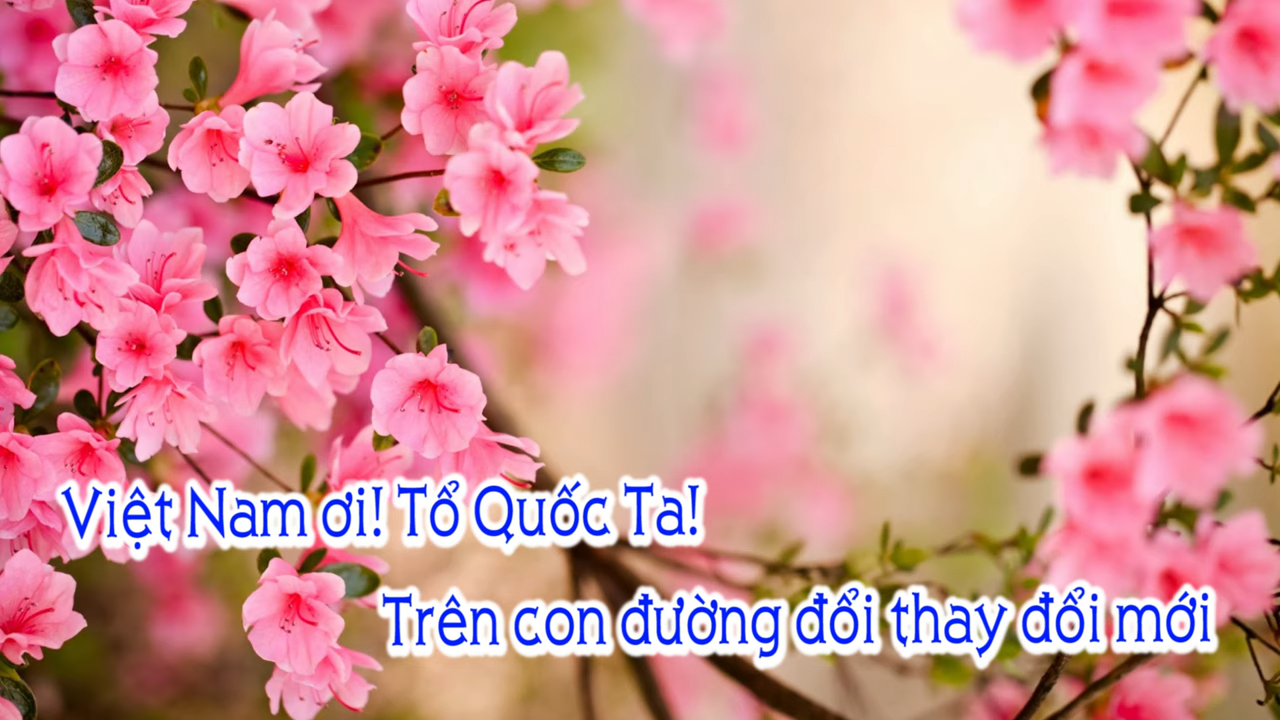 Việt Nam ơi! Tổ Quốc Ta!
Trên con đường đổi thay đổi mới